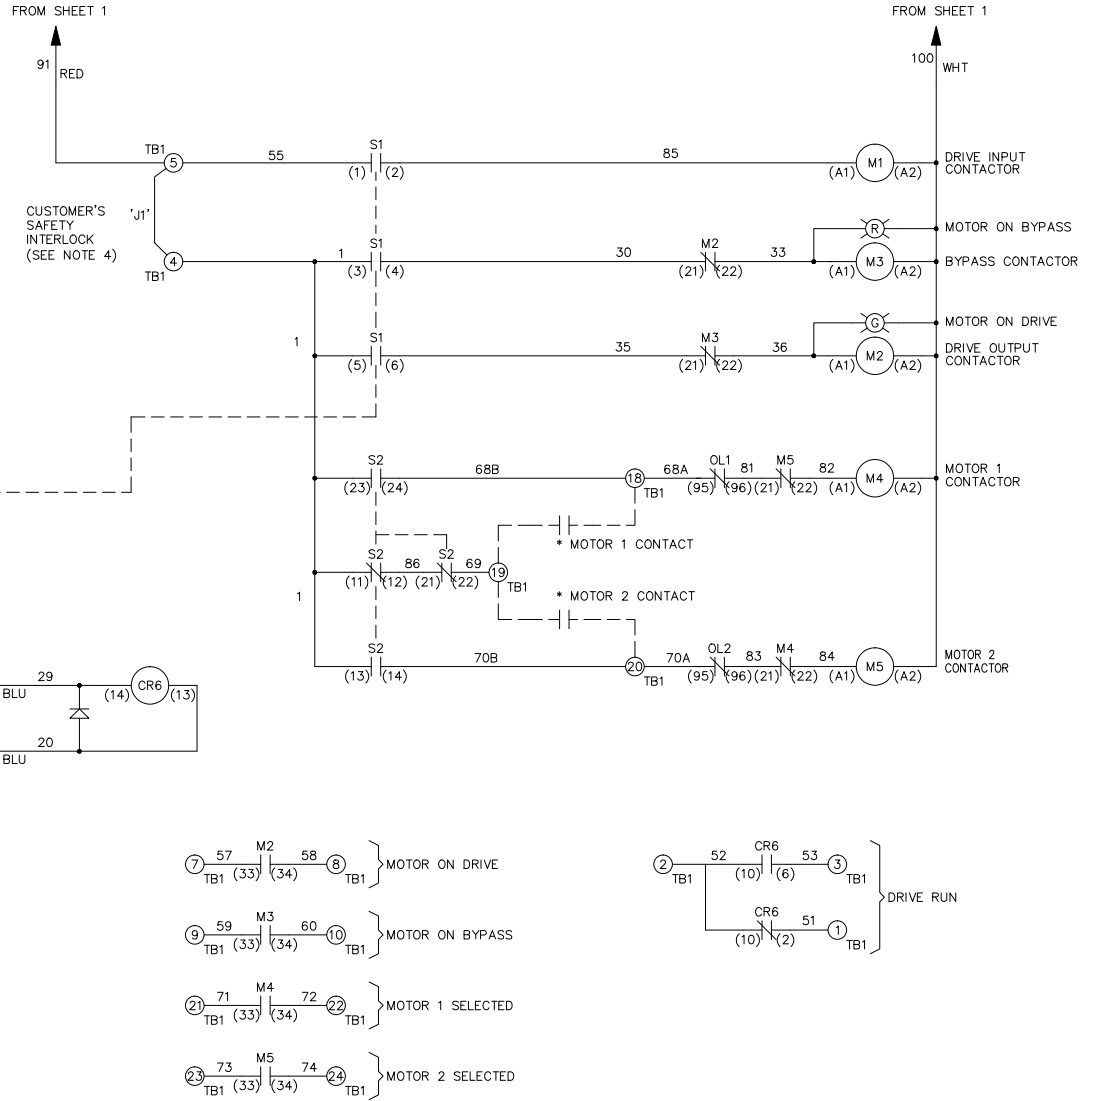 FROM SHEET 1
FROM SHEET 1
91
RED
100
WHT
TB1
5
55
S1
(1) (2)
85
M1
(A1) (A2)
DRIVE INPUT
CONTACTOR
CUSTOMER'S
SAFETY
INTERLOCK
(SEE NOTE 4)
'J1'
R
MOTOR ON BYPASS
4
TB1
1
S1
(3) (4)
30
M2
(21) (22)
33
M3
(A1) (A2)
BYPASS CONTACTOR
G
MOTOR ON DRIVE
1
S1
(5) (6)
35
M3
(21) (22)
36
M2
(A1) (A2)
DRIVE OUTPUT
CONTACTOR
S2
(23) (24)
68B
18
TB1
68A
OL1
(95) (96)
81
M5
(21) (22)
82
M4
(A1) (A2)
MOTOR 1
CONTACTOR
* MOTOR 1 CONTACT
S2
(11) (12)
86
S2
(21) (22)
69
19
TB1
1
* MOTOR 2 CONTACT
S2
(13) (14)
70B
20
TB1
70A
OL2
(95) (96)
83
M4
(21) (22)
84
M5
(A1) (A2)
MOTOR 2
CONTACTOR
29
BLU
(14) CR6 (13)
20
BLU
7
TB1
57
M2
(33) (34)
58
8
TB1
MOTOR ON DRIVE
9
TB1
59
M3
(33) (34)
60
10
TB1
MOTOR ON BYPASS
21
TB1
71
M4
(33) (34)
72
22
TB1
MOTOR 1 SELECTED
23
TB1
73
M5
(33) (34)
74
24
TB1
MOTOR 2 SELECTED
2
TB1
52
CR6
(10) (6)
53
3
TB1
DRIVE RUN
CR6
(10) (2)
51
1
TB1